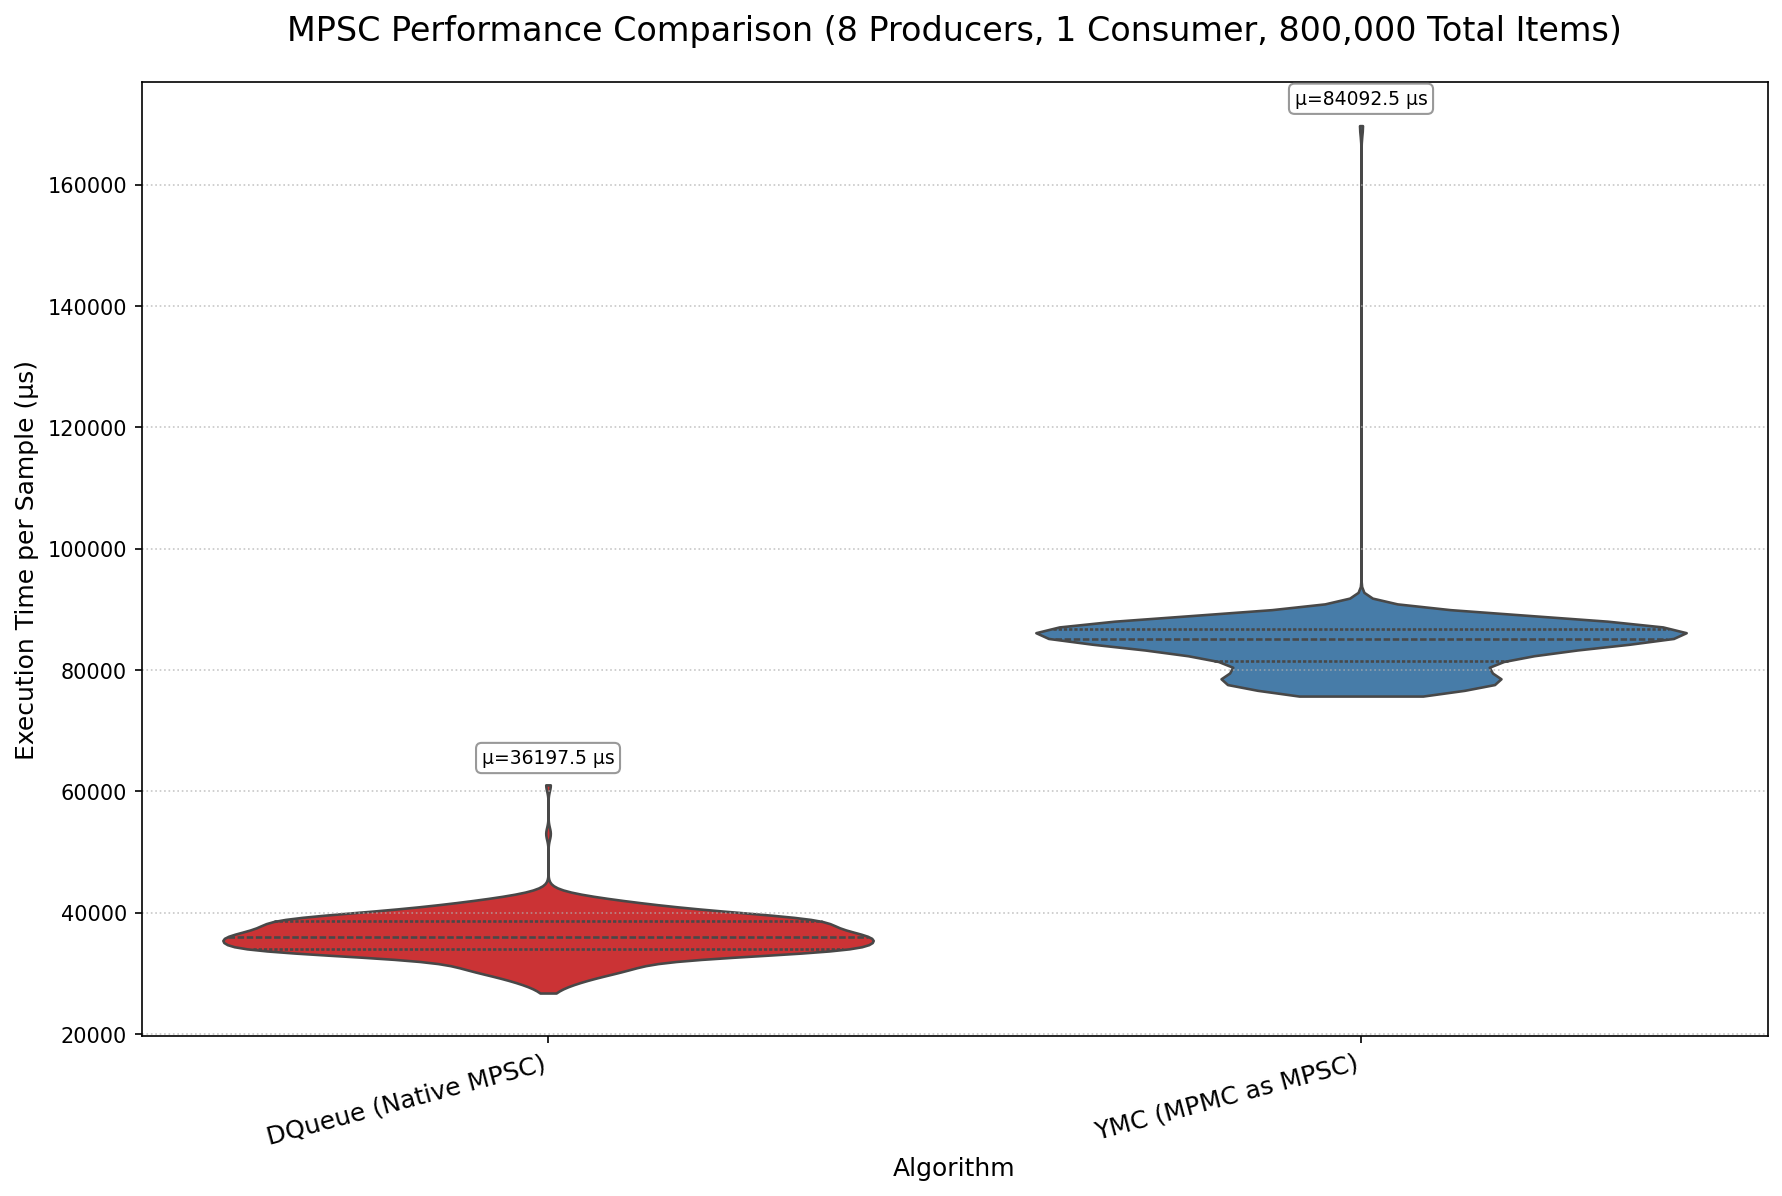 MPSC Performance Comparison (8 Producers, 1 Consumer, 800,000 Total Items)
Execution Time per Sample (µs)
160000
140000
120000
100000
80000
60000
40000
20000
µ=84092.5 µs
µ=36197.5 µs
DQueue (Native MPSC)
YMC (MPMC as MPSC)
Algorithm